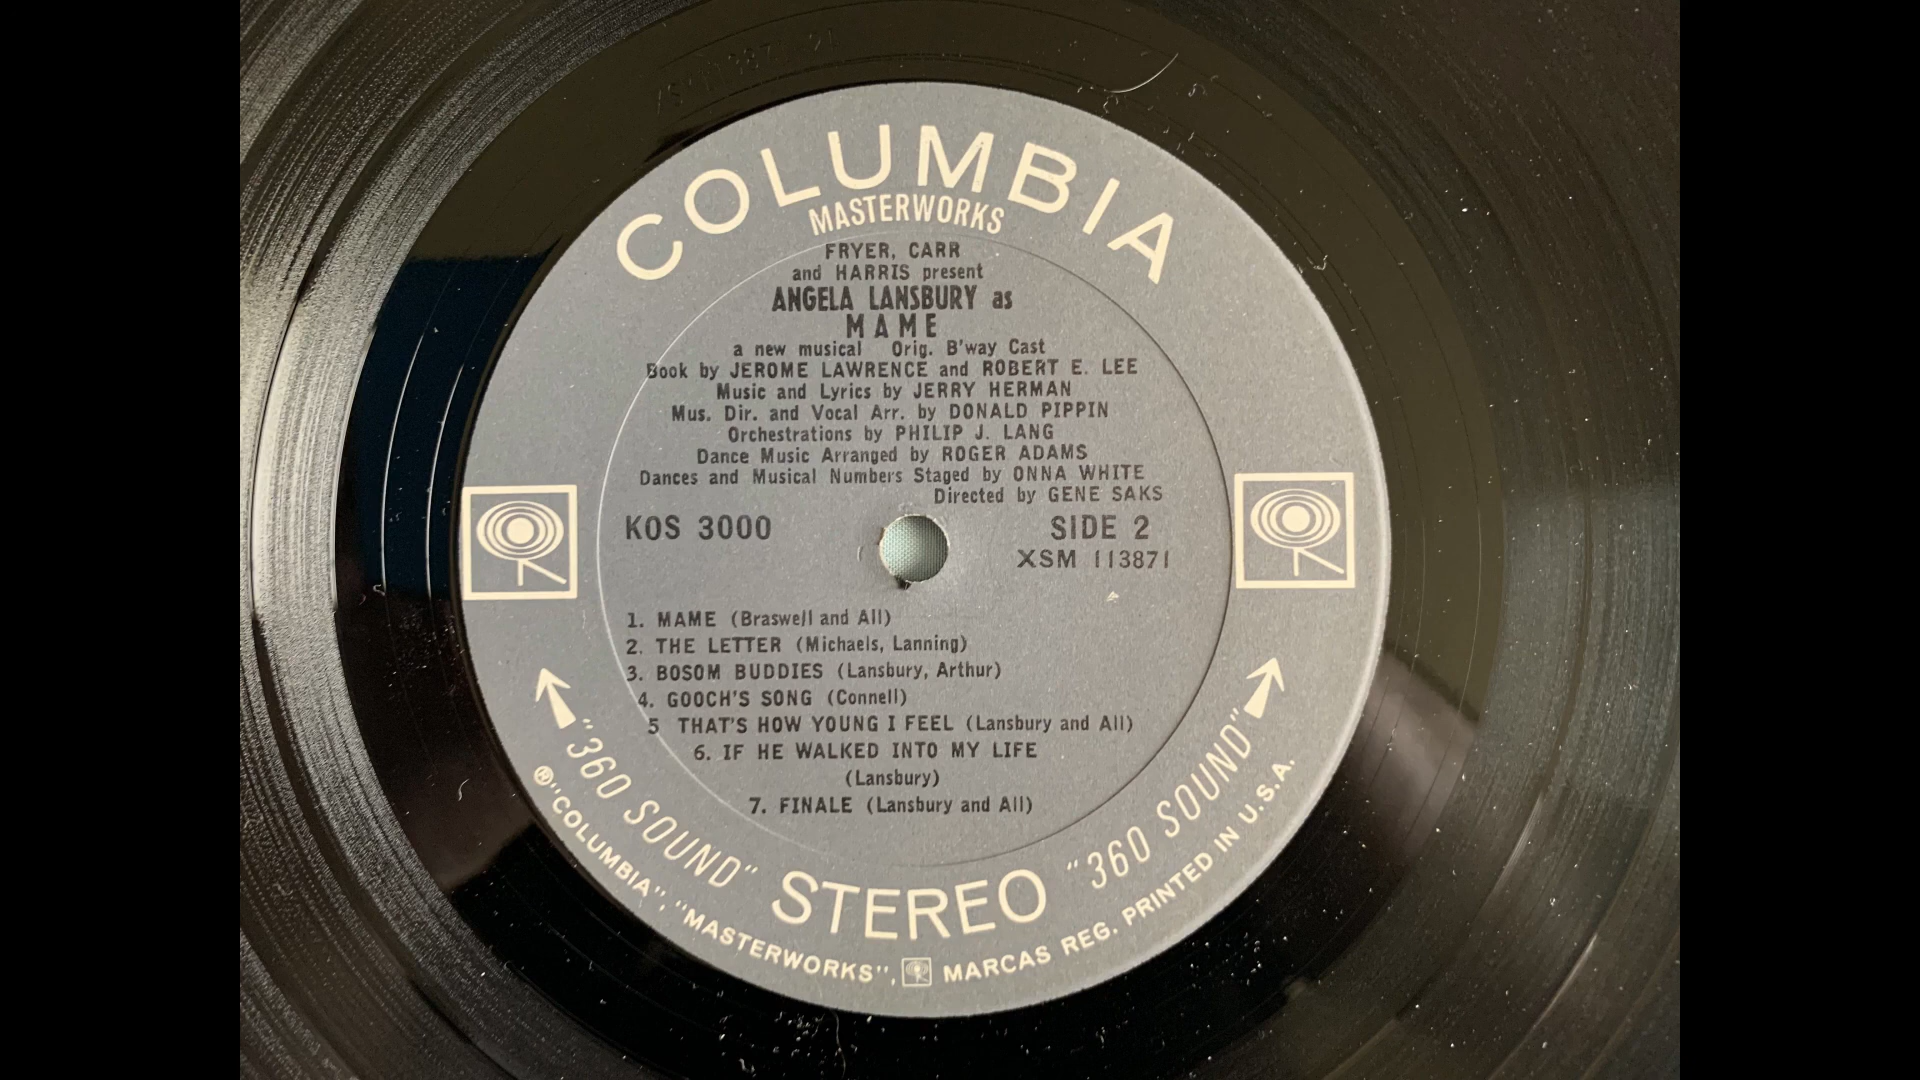 COLUMBIA
MASTERWORKS
FRYER, CARR
and HARRIS present
ANGELA LANSBURY as
MAME
a new musical Orig. B'way Cast
Book by JEROME LAWRENCE and ROBERT E. LEE
Music and Lyrics by JERRY HERMAN
Mus. Dir. and Vocal Arr. by DONALD PIPPIN
Orchestrations by PHILIP J. LANG
Dance Music Arranged by ROGER ADAMS
Dances and Musical Numbers Staged by ONNA WHITE
Directed by GENE SAKS
KOS 3000
SIDE 2
XSM 113871
1. MAME (Braswell and All)
2. THE LETTER (Michaels, Lanning)
3. BOSOM BUDDIES (Lansbury, Arthur)
4. GOOCH'S SONG (Connell)
5 THAT'S HOW YOUNG I FEEL (Lansbury and All)
6. IF HE WALKED INTO MY LIFE
(Lansbury)
7. FINALE (Lansbury and All)
"360 SOUND" STEREO "360 SOUND"
®"COLUMBIA", "MASTERWORKS", MARCAS REG. PRINTED IN U.S.A.